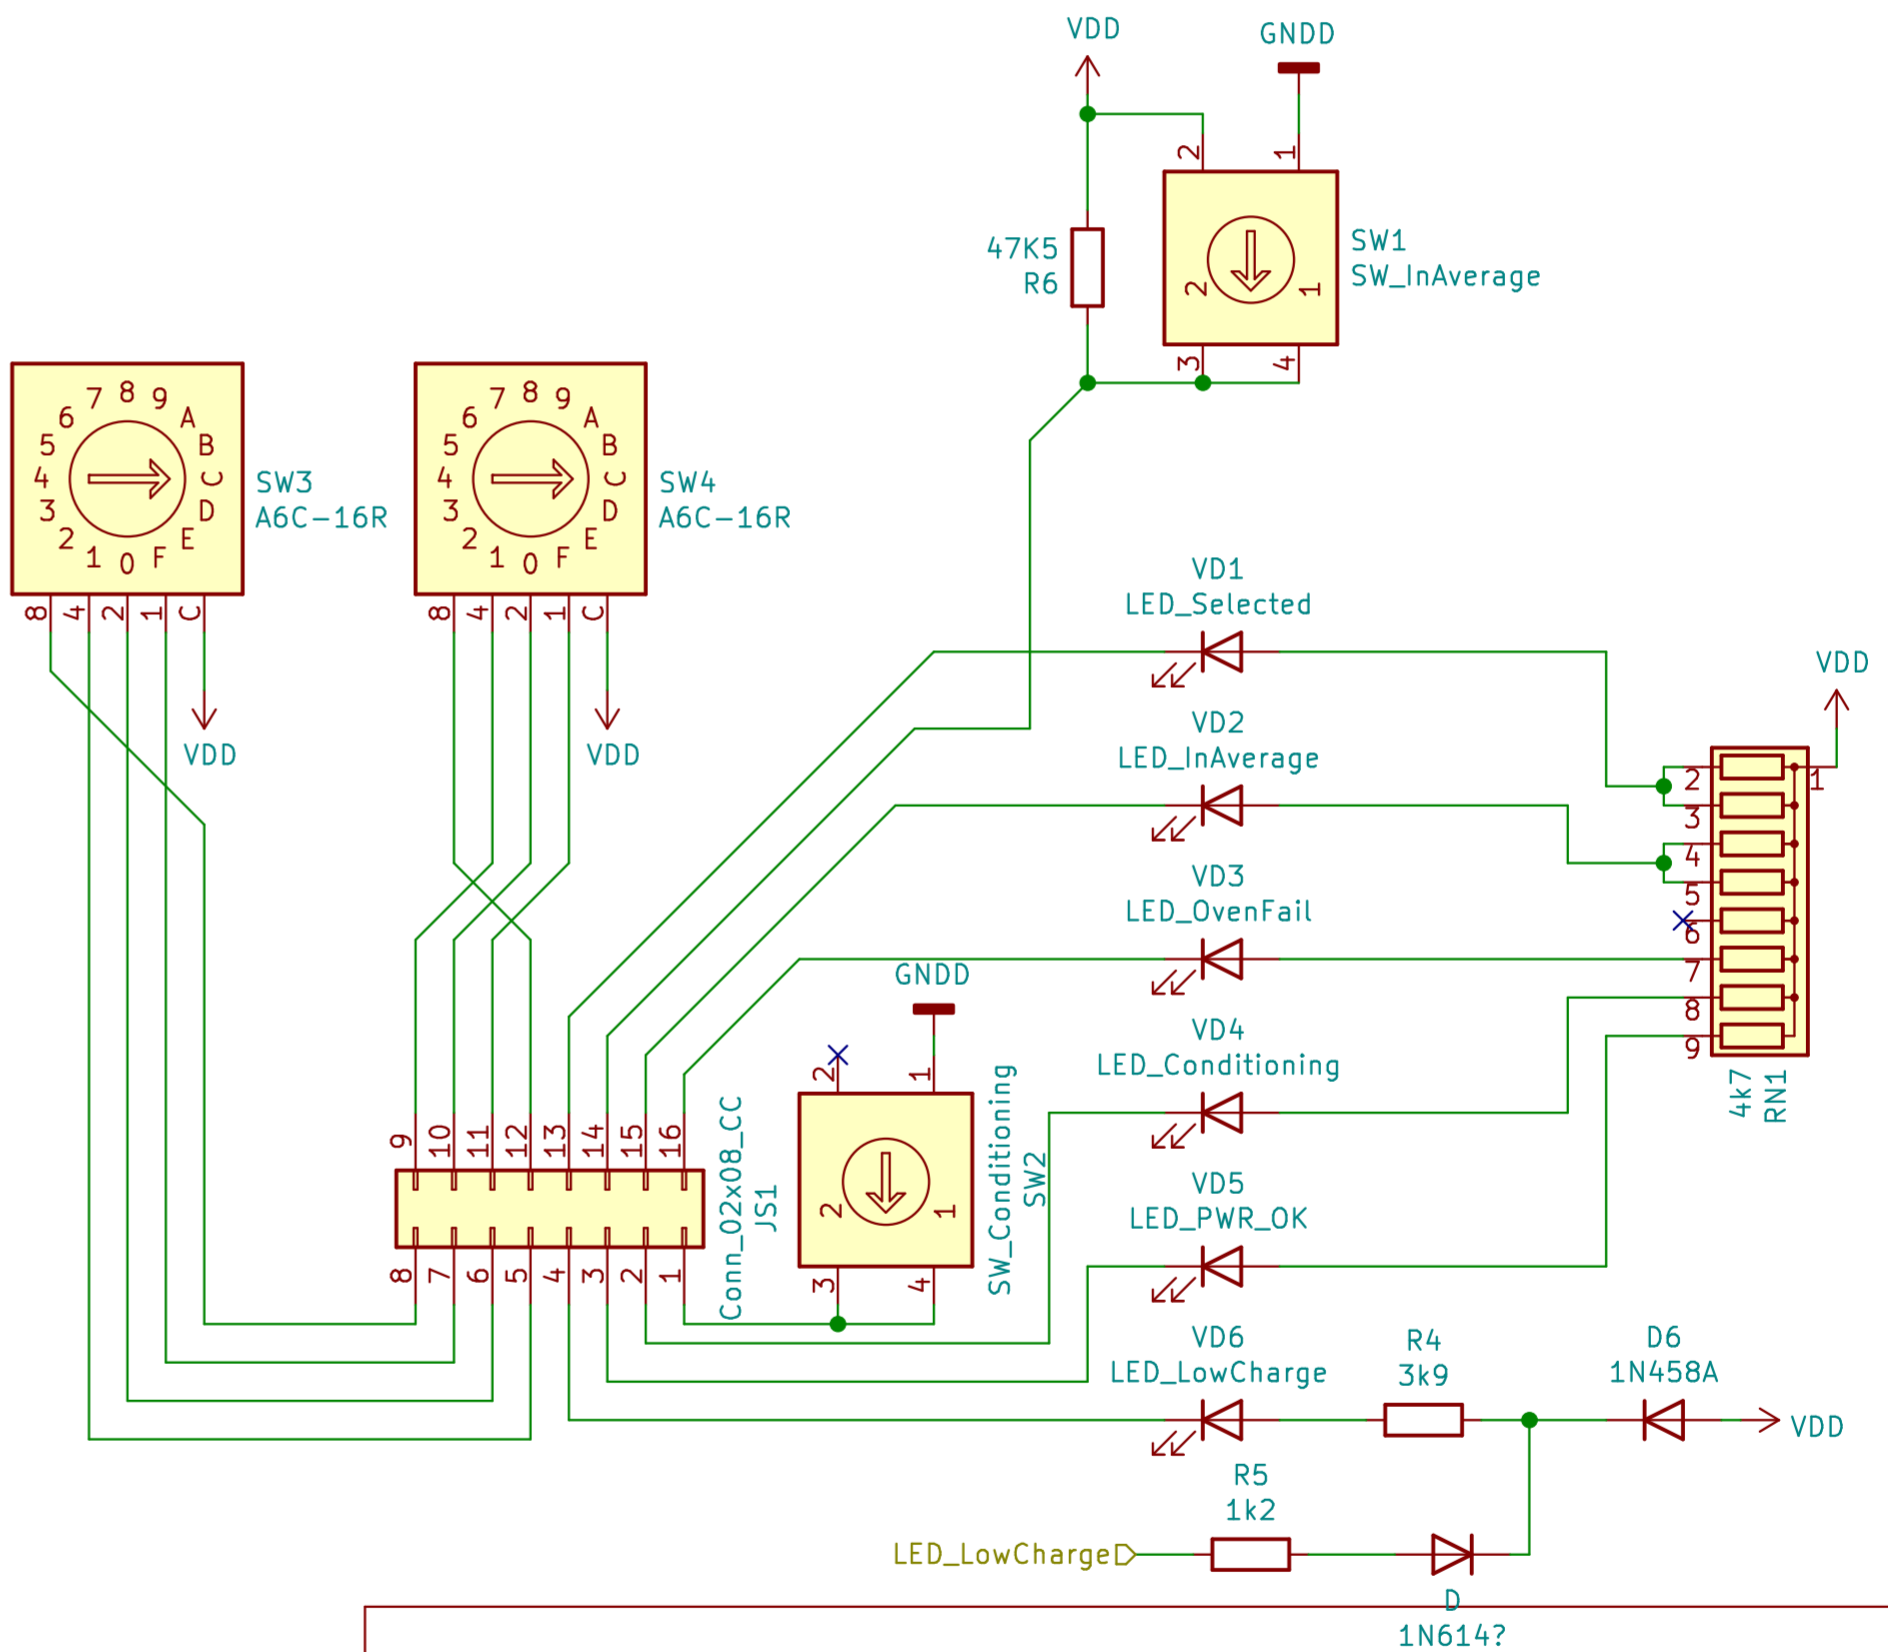 VDD
GNDD
2
1
47K5
R6
2
1
SW1
SW_InAverage
3
4
7 8 9
6 A
5 B
4 C
3 D
2 E
1 0 F
SW3
A6C-16R
8 4 2 1 C
VDD
7 8 9
6 A
5 B
4 C
3 D
2 E
1 0 F
SW4
A6C-16R
8 4 2 1 C
VDD
VD1
LED_Selected
VD2
LED_InAverage
VD3
LED_OvenFail
VD4
LED_Conditioning
VD5
LED_PWR_OK
VD6
LED_LowCharge
VDD
1
2
3
4
5
6
7
8
9
4k7
RN1
GNDD
2
1
2
1
3
4
SW_Conditioning
SW2
9 10 11 12 13 14 15 16
8 7 6 5 4 3 2 1
Conn_02x08_CC
JS1
R4
3k9
D6
1N458A
VDD
R5
1k2
LED_LowCharge
D
1N614?